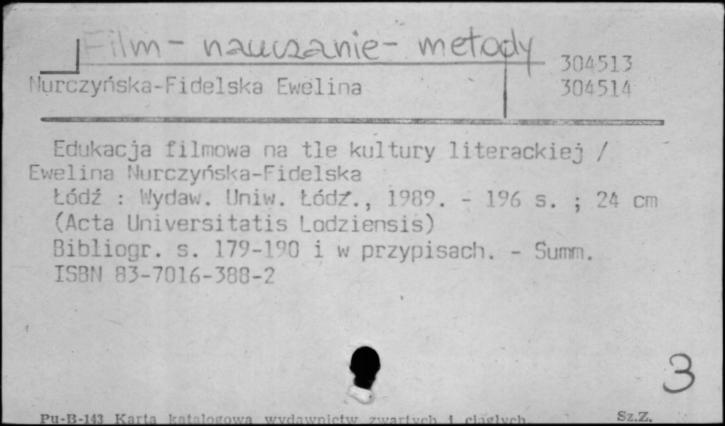 Film - nauczanie - metody
304513
Nurczyńska-Fidelska Ewelina
304514
Edukacja filmowa na tle kultury literackiej /
Ewelina Nurczyńska-Fidelska
Łódź : Wydaw. Uniw. Łódz., 1989. - 196 s. ; 24 cm
(Acta Universitatis Lodziensis)
Bibliogr. s. 179-190 i w przypisach. - Summ.
ISBN 83-7016-388-2
3
Pu-B-143 Karta katalogowa wydawnictw zwartych i ciągłych
Sz.Z.